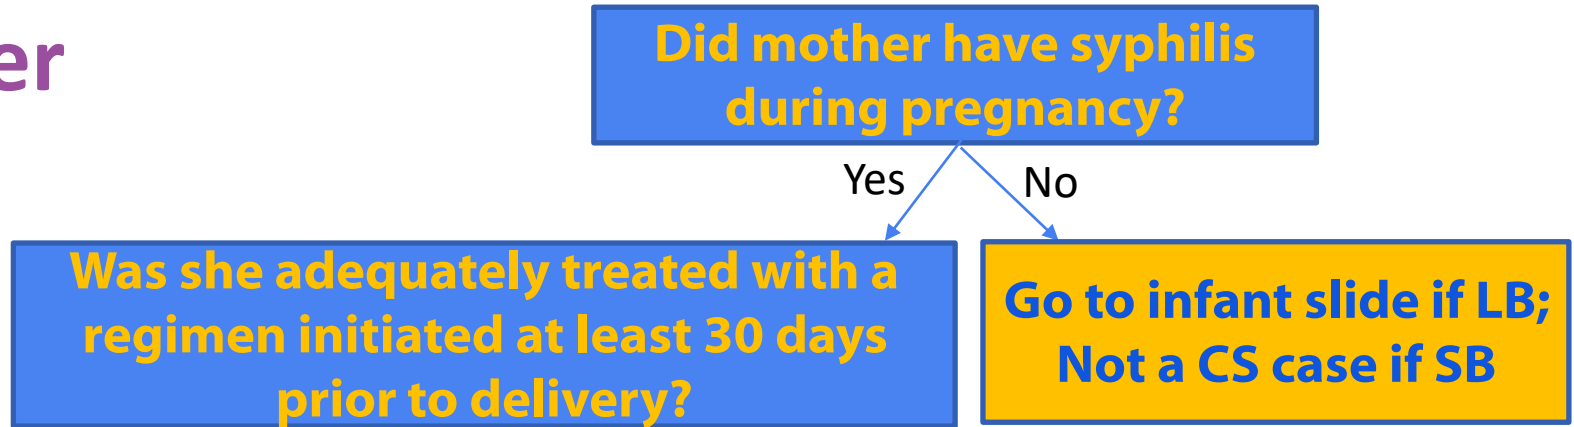 er
Did mother have syphilis
during pregnancy?
Yes
No
Was she adequately treated with a
regimen initiated at least 30 days
prior to delivery?
Go to infant slide if LB;
Not a CS case if SB